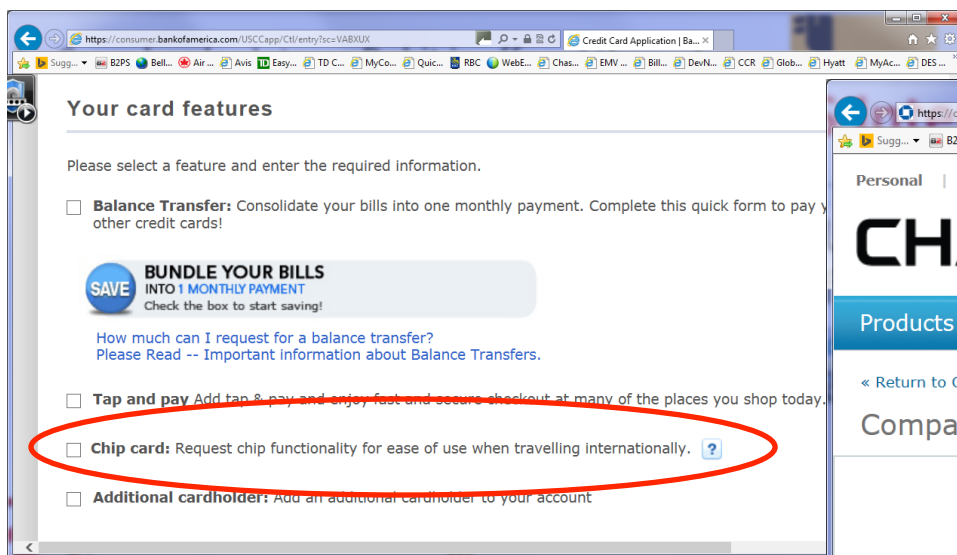 https://consumer.bankofamerica.com/USCCapp/Ctl/entry?sc=VABXUX
Credit Card Application | Ba...
Sugg... B2PS Bell... Air ... Avis Easy... TD C... MyCo... Quic... RBC WebE... Chas... EMV ... Bill... DevN... CCR Glob... Hyatt MyAc... DES ...
Your card features
Please select a feature and enter the required information.
Balance Transfer: Consolidate your bills into one monthly payment. Complete this quick form to pay y
other credit cards!
SAVE
BUNDLE YOUR BILLS
INTO 1 MONTHLY PAYMENT
Check the box to start saving!
How much can I request for a balance transfer?
Please Read -- Important information about Balance Transfers.
Tap and pay Add tap & pay and enjoy fast and secure checkout at many of the places you shop today.
Chip card: Request chip functionality for ease of use when travelling internationally. ?
Additional cardholder: Add an additional cardholder to your account
https://c
Sugg... B2
Personal |
CHA
Products
« Return to C
Compa